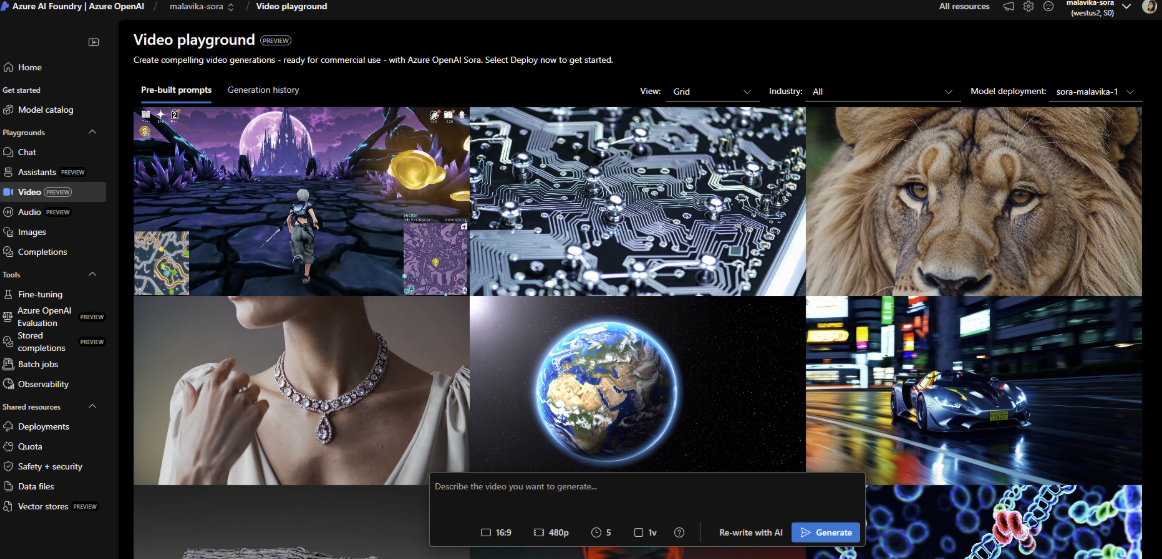 Azure AI Foundry | Azure OpenAI / malavika-sora / Video playground
All resources
malavika-sora
(westus2, S0)
Home
Get started
Model catalog
Playgrounds
Chat
Assistants PREVIEW
Video PREVIEW
Audio PREVIEW
Images
Completions
Tools
Fine-tuning
Azure OpenAI
Evaluation PREVIEW
Stored
completions PREVIEW
Batch jobs
Observability
Shared resources
Deployments
Quota
Safety + security
Data files
Vector stores PREVIEW
Video playground PREVIEW
Create compelling video generations - ready for commercial use - with Azure OpenAI Sora. Select Deploy now to get started.
Pre-built prompts Generation history
View: Grid Industry: All Model deployment: sora-malavika-1
Describe the video you want to generate...
16:9 480p 5 1v Re-write with AI Generate